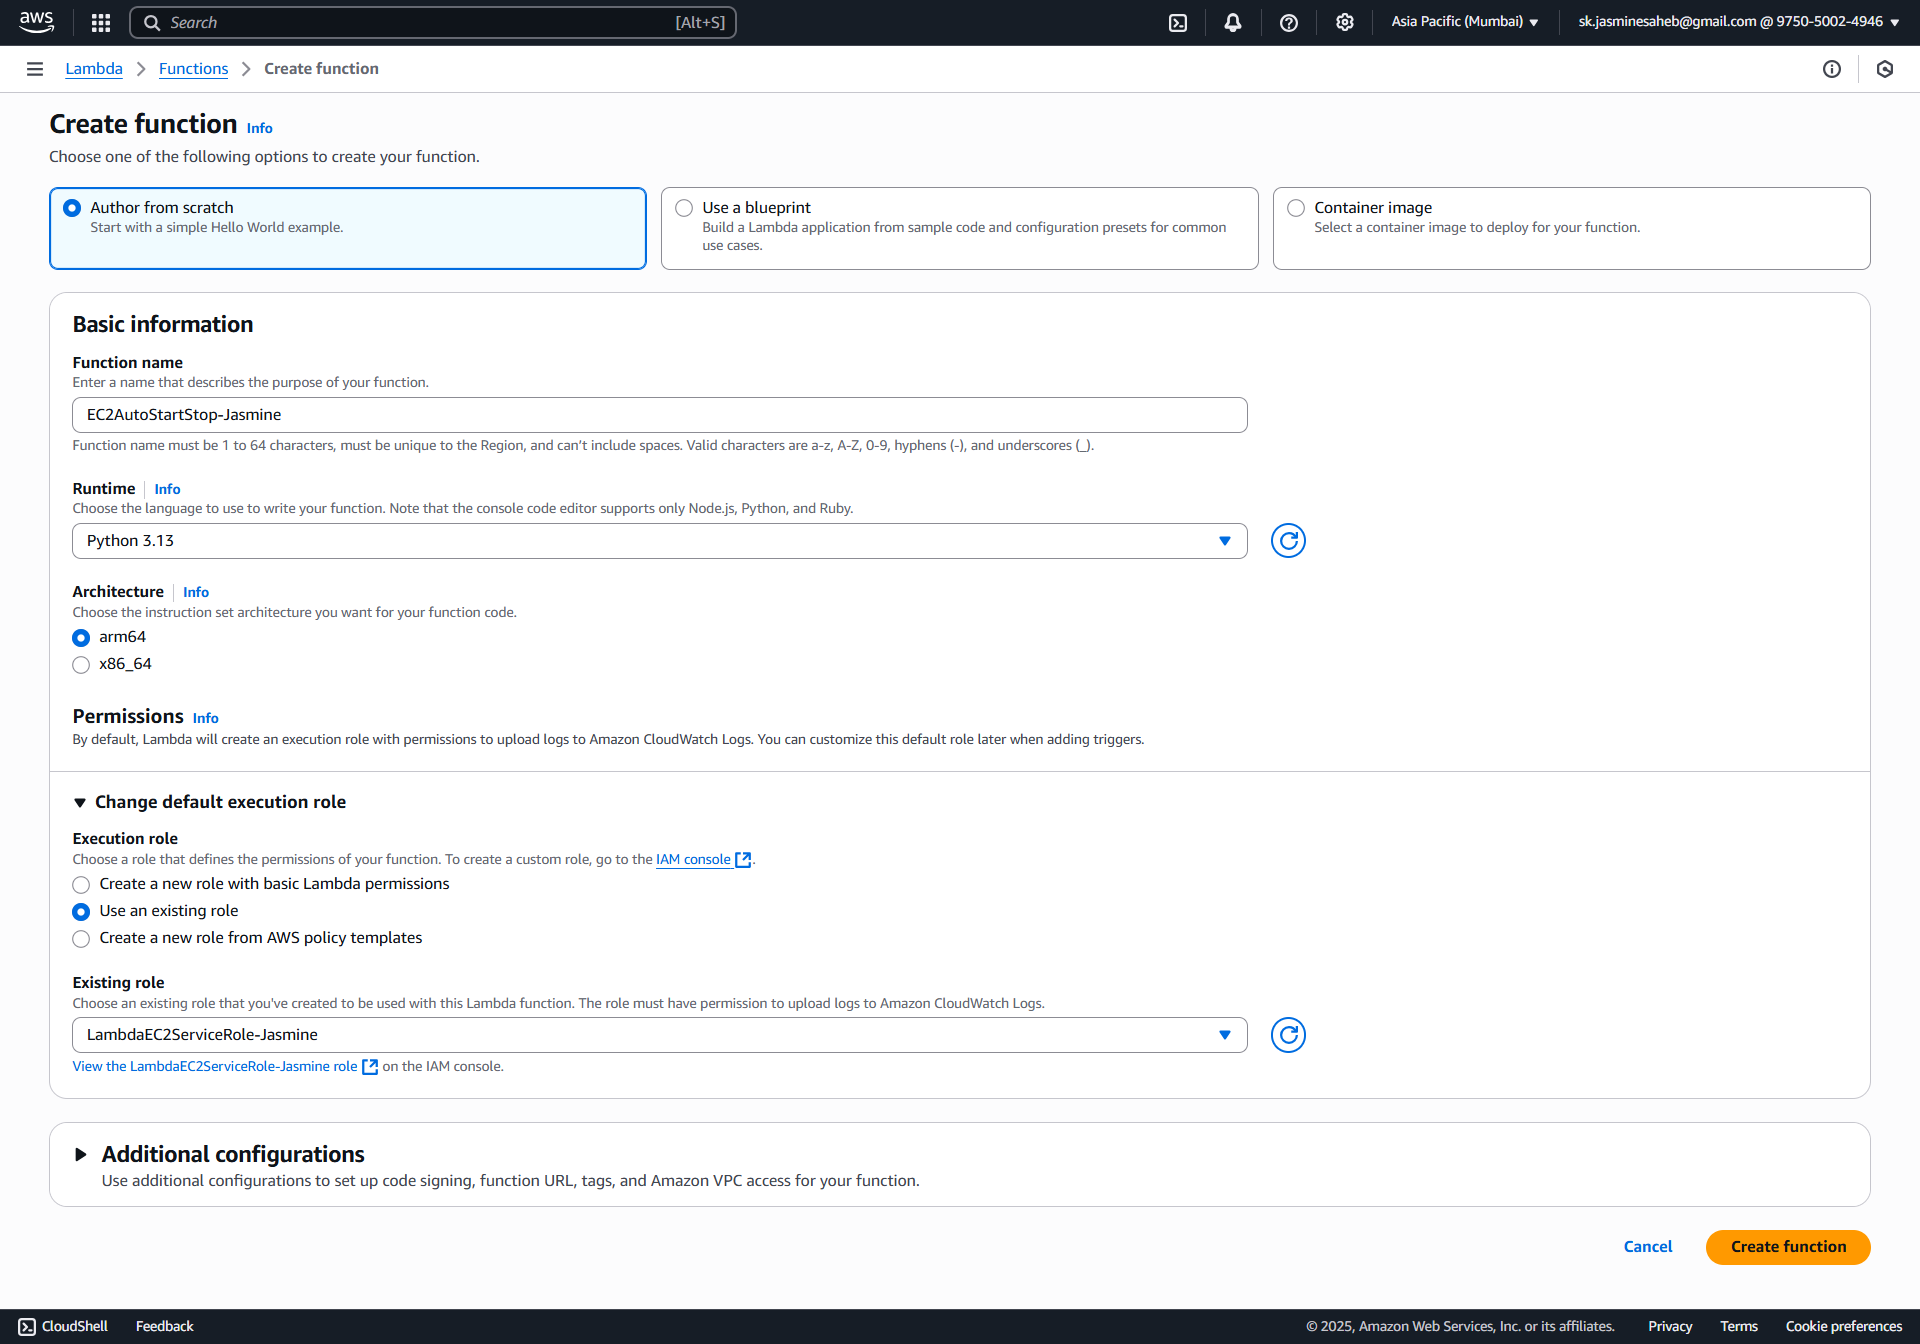 aws
Search [Alt+S]
Asia Pacific (Mumbai)
sk.jasminesaheb@gmail.com @ 9750-5002-4946
Lambda > Functions > Create function
Create function Info
Choose one of the following options to create your function.
Author from scratch
Start with a simple Hello World example.
Use a blueprint
Build a Lambda application from sample code and configuration presets for common
use cases.
Container image
Select a container image to deploy for your function.
Basic information
Function name
Enter a name that describes the purpose of your function.
EC2AutoStartStop-Jasmine
Function name must be 1 to 64 characters, must be unique to the Region, and can’t include spaces. Valid characters are a-z, A-Z, 0-9, hyphens (-), and underscores (_).
Runtime Info
Choose the language to use to write your function. Note that the console code editor supports only Node.js, Python, and Ruby.
Python 3.13
Architecture Info
Choose the instruction set architecture you want for your function code.
arm64
x86_64
Permissions Info
By default, Lambda will create an execution role with permissions to upload logs to Amazon CloudWatch Logs. You can customize this default role later when adding triggers.
Change default execution role
Execution role
Choose a role that defines the permissions of your function. To create a custom role, go to the IAM console.
Create a new role with basic Lambda permissions
Use an existing role
Create a new role from AWS policy templates
Existing role
Choose an existing role that you've created to be used with this Lambda function. The role must have permission to upload logs to Amazon CloudWatch Logs.
LambdaEC2ServiceRole-Jasmine
View the LambdaEC2ServiceRole-Jasmine role on the IAM console.
Additional configurations
Use additional configurations to set up code signing, function URL, tags, and Amazon VPC access for your function.
Cancel
Create function
CloudShell
Feedback
© 2025, Amazon Web Services, Inc. or its affiliates.
Privacy
Terms
Cookie preferences